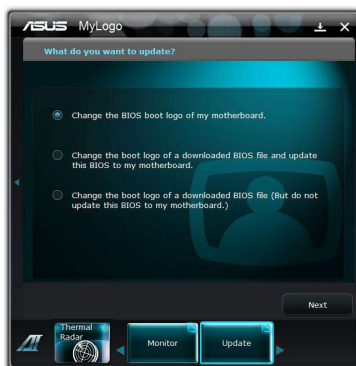 ASUS MyLogo
What do you want to update?
Change the BIOS boot logo of my motherboard.
Change the boot logo of a downloaded BIOS file and update
this BIOS to my motherboard.
Change the boot logo of a downloaded BIOS file (But do not
update this BIOS to my motherboard.)
Next
Thermal
Radar
Monitor
Update